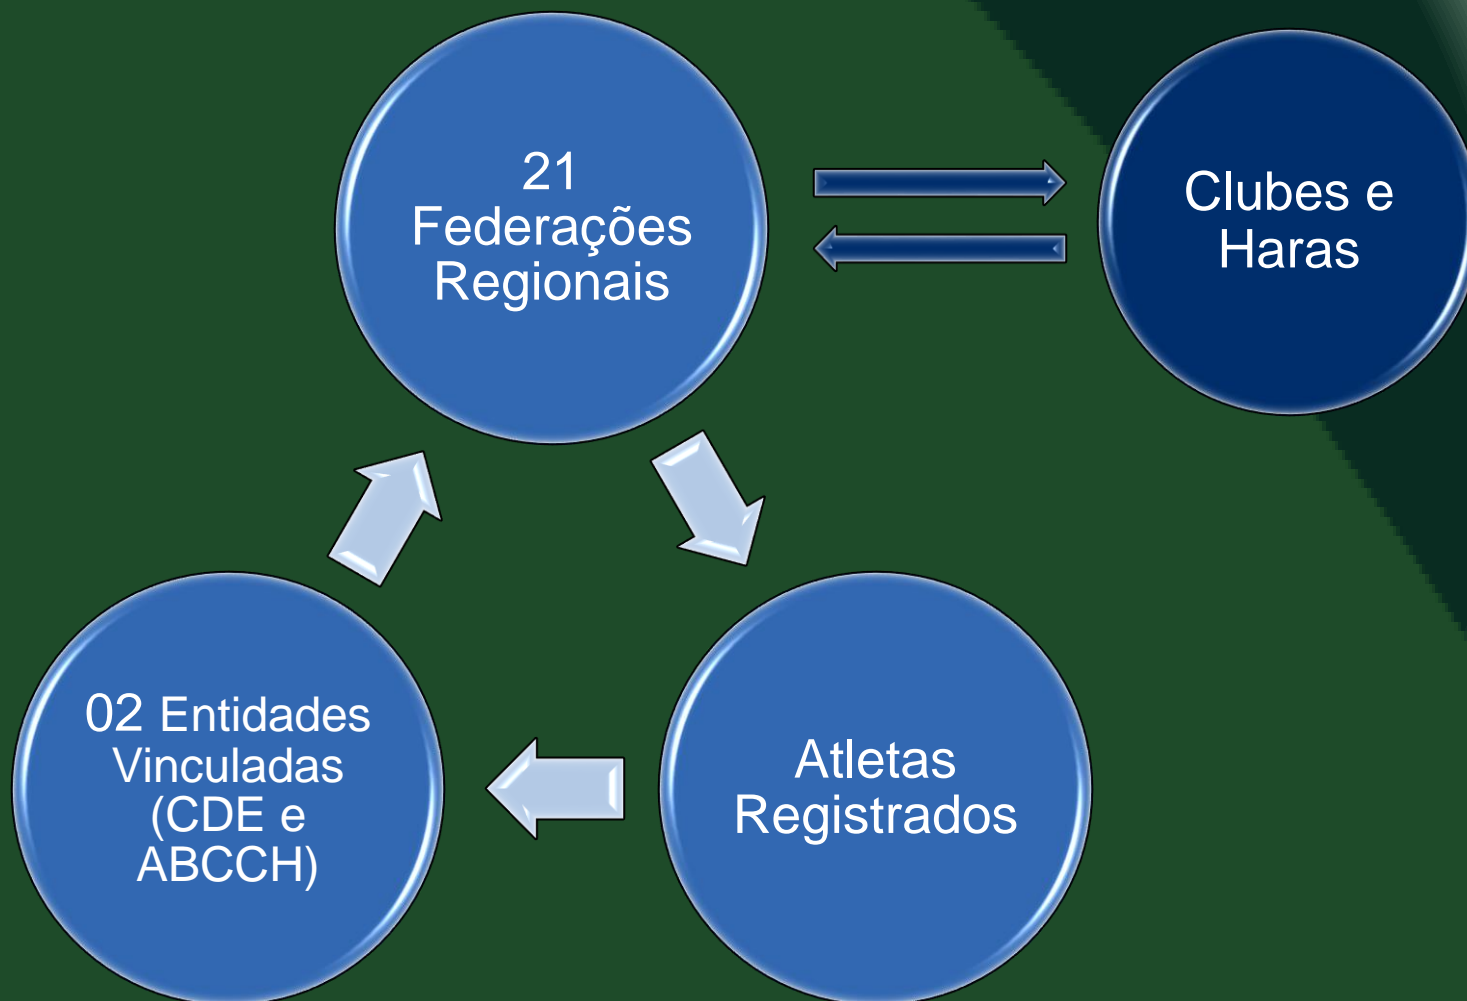 21
Federações
Regionais
Clubes e
Haras
02 Entidades
Vinculadas
(CDE e
ABCCH)
Atletas
Registrados